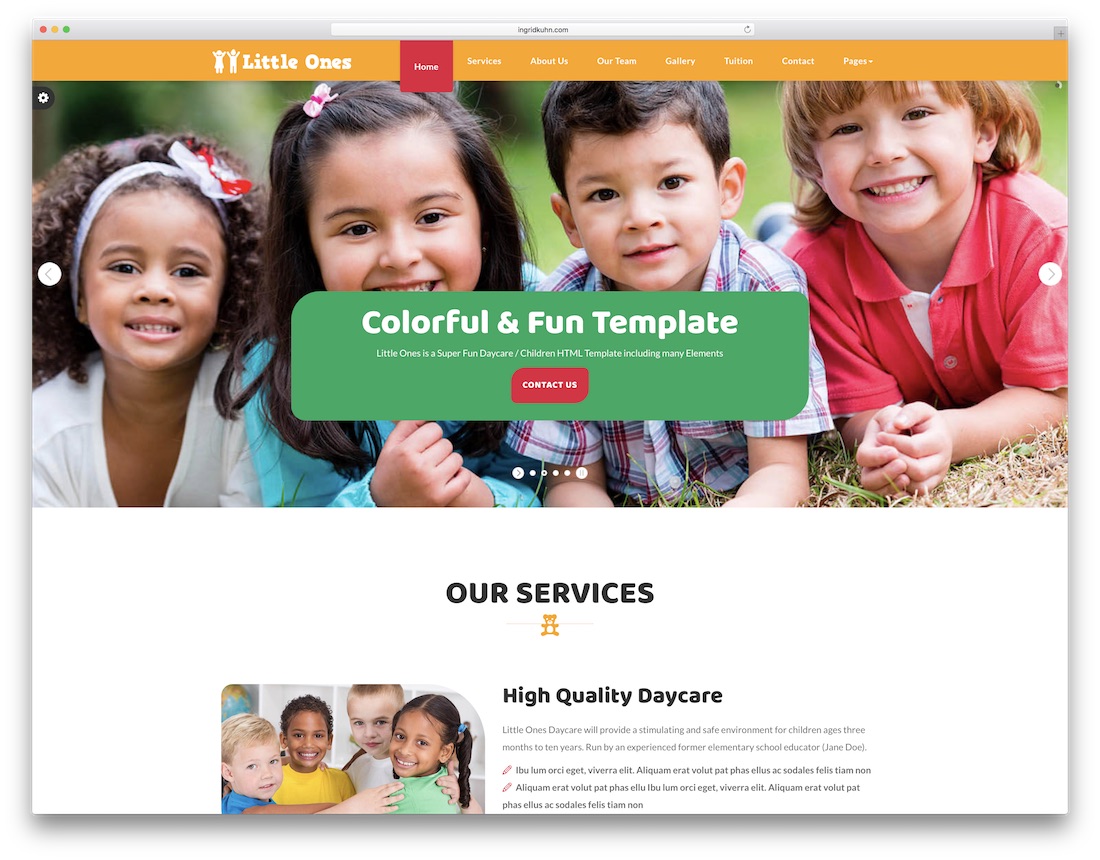 ingridkuhn.com
Little Ones
Home
Services
About Us
Our Team
Gallery
Tuition
Contact
Pages
Colorful & Fun Template
Little Ones is a Super Fun Daycare / Children HTML Template including many Elements
CONTACT US
OUR SERVICES
High Quality Daycare
Little Ones Daycare will provide a stimulating and safe environment for children ages three
months to ten years. Run by an experienced former elementary school educator (Jane Doe).
Ibu lum orci eget, viverra elit. Aliquam erat volut pat phas ellus ac sodales felis tiam non
Aliquam erat volut pat phas ellu Ibu lum orci eget, viverra elit. Aliquam erat volut pat
phas ellus ac sodales felis tiam non